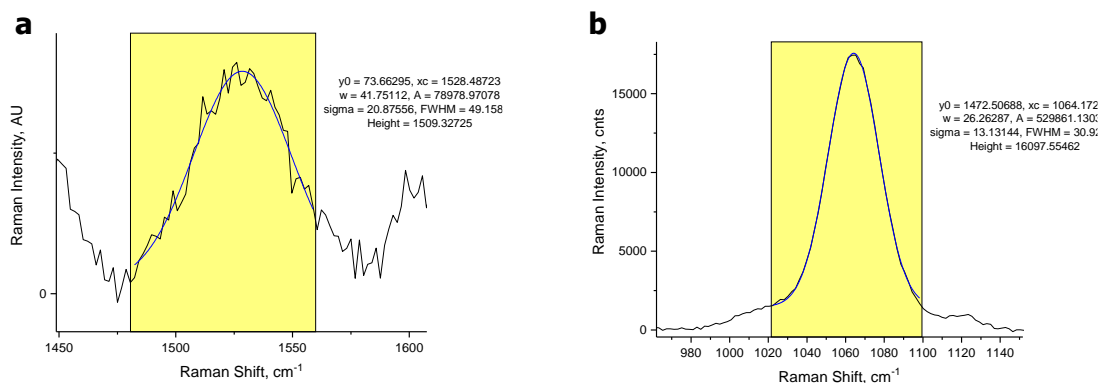 a
Raman Intensity, AU
0
1450
1500
1550
1600
Raman Shift, cm-1
y0 = 73.66295, xc = 1528.48723
w = 41.75112, A = 78978.97078
sigma = 20.87556, FWHM = 49.158
Height = 1509.32725
b
Raman Intensity, cnts
15000
10000
5000
0
980
1000
1020
1040
1060
1080
1100
1120
1140
Raman Shift, cm-1
y0 = 1472.50688, xc = 1064.172
w = 26.26287, A = 529861.1303
sigma = 13.13144, FWHM = 30.92
Height = 16097.55462